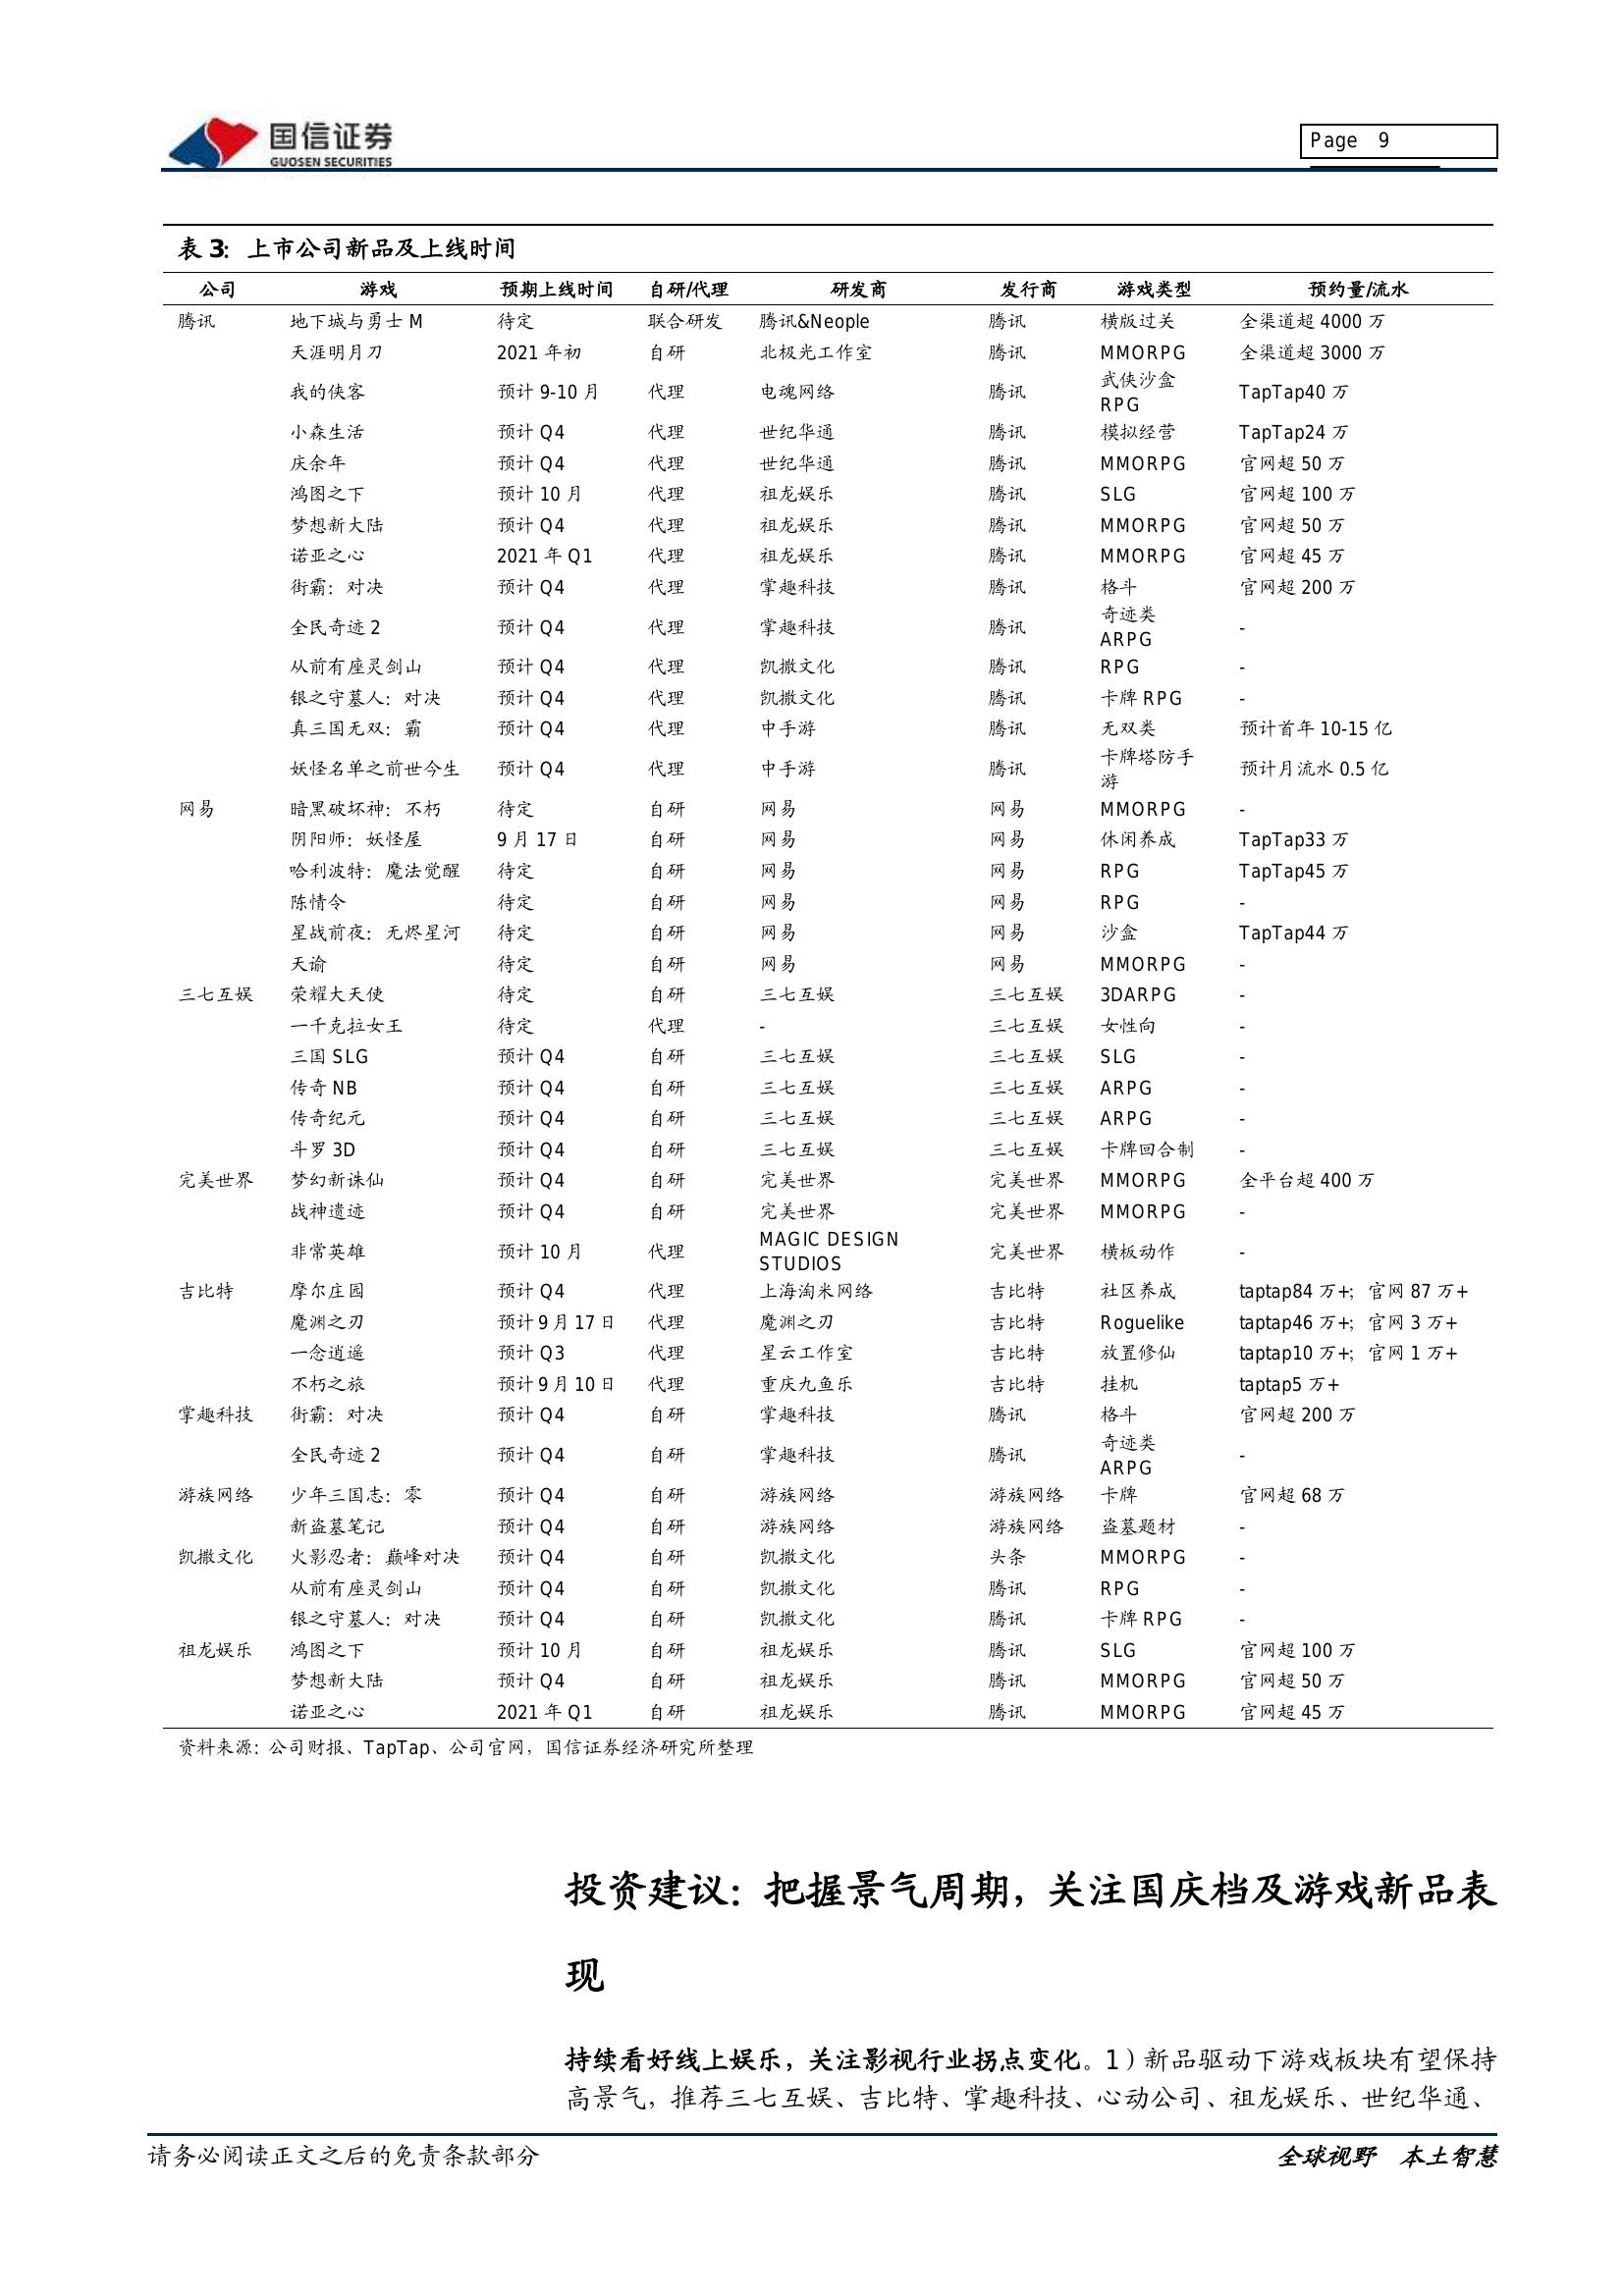 国信证券
GUOSEN SECURITIES
Page 9
表 3：上市公司新品及上线时间
公司 游戏 预期上线时间 自研/代理 研发商 发行商 游戏类型 预约量/流水
腾讯 地下城与勇士 M 待定 联合研发 腾讯&Neople 腾讯 横版过关 全渠道超 4000 万
天涯明月刀 2021 年初 自研 北极光工作室 腾讯 MMORPG 全渠道超 3000 万
我的侠客 预计 9-10 月 代理 电魂网络 腾讯 武侠沙盒 RPG TapTap40 万
小森生活 预计 Q4 代理 世纪华通 腾讯 模拟经营 TapTap24 万
庆余年 预计 Q4 代理 世纪华通 腾讯 MMORPG 官网超 50 万
鸿图之下 预计 10 月 代理 祖龙娱乐 腾讯 SLG 官网超 100 万
梦想新大陆 预计 Q4 代理 祖龙娱乐 腾讯 MMORPG 官网超 50 万
诺亚之心 2021 年 Q1 代理 祖龙娱乐 腾讯 MMORPG 官网超 45 万
街霸：对决 预计 Q4 代理 掌趣科技 腾讯 格斗 官网超 200 万
全民奇迹 2 预计 Q4 代理 掌趣科技 腾讯 奇迹类 ARPG -
从前有座灵剑山 预计 Q4 代理 凯撒文化 腾讯 RPG -
银之守墓人：对决 预计 Q4 代理 凯撒文化 腾讯 卡牌 RPG -
真三国无双：霸 预计 Q4 代理 中手游 腾讯 无双类 预计首年 10-15 亿
妖怪名单之前世今生 预计 Q4 代理 中手游 腾讯 卡牌塔防手游 预计月流水 0.5 亿
网易 暗黑破坏神：不朽 待定 自研 网易 网易 MMORPG -
阴阳师：妖怪屋 9 月 17 日 自研 网易 网易 休闲养成 TapTap33 万
哈利波特：魔法觉醒 待定 自研 网易 网易 RPG TapTap45 万
陈情令 待定 自研 网易 网易 RPG -
星战前夜：无烬星河 待定 自研 网易 网易 沙盒 TapTap44 万
天谕 待定 自研 网易 网易 MMORPG -
三七互娱 荣耀大天使 待定 自研 三七互娱 三七互娱 3DARPG -
一千克拉女王 待定 代理 - 三七互娱 女性向 -
三国 SLG 预计 Q4 自研 三七互娱 三七互娱 SLG -
传奇 NB 预计 Q4 自研 三七互娱 三七互娱 ARPG -
传奇纪元 预计 Q4 自研 三七互娱 三七互娱 ARPG -
斗罗 3D 预计 Q4 自研 三七互娱 三七互娱 卡牌回合制 -
完美世界 梦幻新诛仙 预计 Q4 自研 完美世界 完美世界 MMORPG 全平台超 400 万
战神遗迹 预计 Q4 自研 完美世界 完美世界 MMORPG -
非常英雄 预计 10 月 代理 MAGIC DESIGN STUDIOS 完美世界 横板动作 -
吉比特 摩尔庄园 预计 Q4 代理 上海淘米网络 吉比特 社区养成 taptap84 万+；官网 87 万+
魔渊之刃 预计 9 月 17 日 代理 魔渊之刃 吉比特 Roguelike taptap46 万+；官网 3 万+
一念逍遥 预计 Q3 代理 星云工作室 吉比特 放置修仙 taptap10 万+；官网 1 万+
不朽之旅 预计 9 月 10 日 代理 重庆九鱼乐 吉比特 挂机 taptap5 万+
掌趣科技 街霸：对决 预计 Q4 自研 掌趣科技 腾讯 格斗 官网超 200 万
全民奇迹 2 预计 Q4 自研 掌趣科技 腾讯 奇迹类 ARPG -
游族网络 少年三国志：零 预计 Q4 自研 游族网络 游族网络 卡牌 官网超 68 万
新盗墓笔记 预计 Q4 自研 游族网络 游族网络 盗墓题材 -
凯撒文化 火影忍者：巅峰对决 预计 Q4 自研 凯撒文化 头条 MMORPG -
从前有座灵剑山 预计 Q4 自研 凯撒文化 腾讯 RPG -
银之守墓人：对决 预计 Q4 自研 凯撒文化 腾讯 卡牌 RPG -
祖龙娱乐 鸿图之下 预计 10 月 自研 祖龙娱乐 腾讯 SLG 官网超 100 万
梦想新大陆 预计 Q4 自研 祖龙娱乐 腾讯 MMORPG 官网超 50 万
诺亚之心 2021 年 Q1 自研 祖龙娱乐 腾讯 MMORPG 官网超 45 万
资料来源：公司财报、TapTap、公司官网，国信证券经济研究所整理
投资建议：把握景气周期，关注国庆档及游戏新品表
现
持续看好线上娱乐，关注影视行业拐点变化。1）新品驱动下游戏板块有望保持
高景气，推荐三七互娱、吉比特、掌趣科技、心动公司、祖龙娱乐、世纪华通、
请务必阅读正文之后的免责条款部分
全球视野 本土智慧